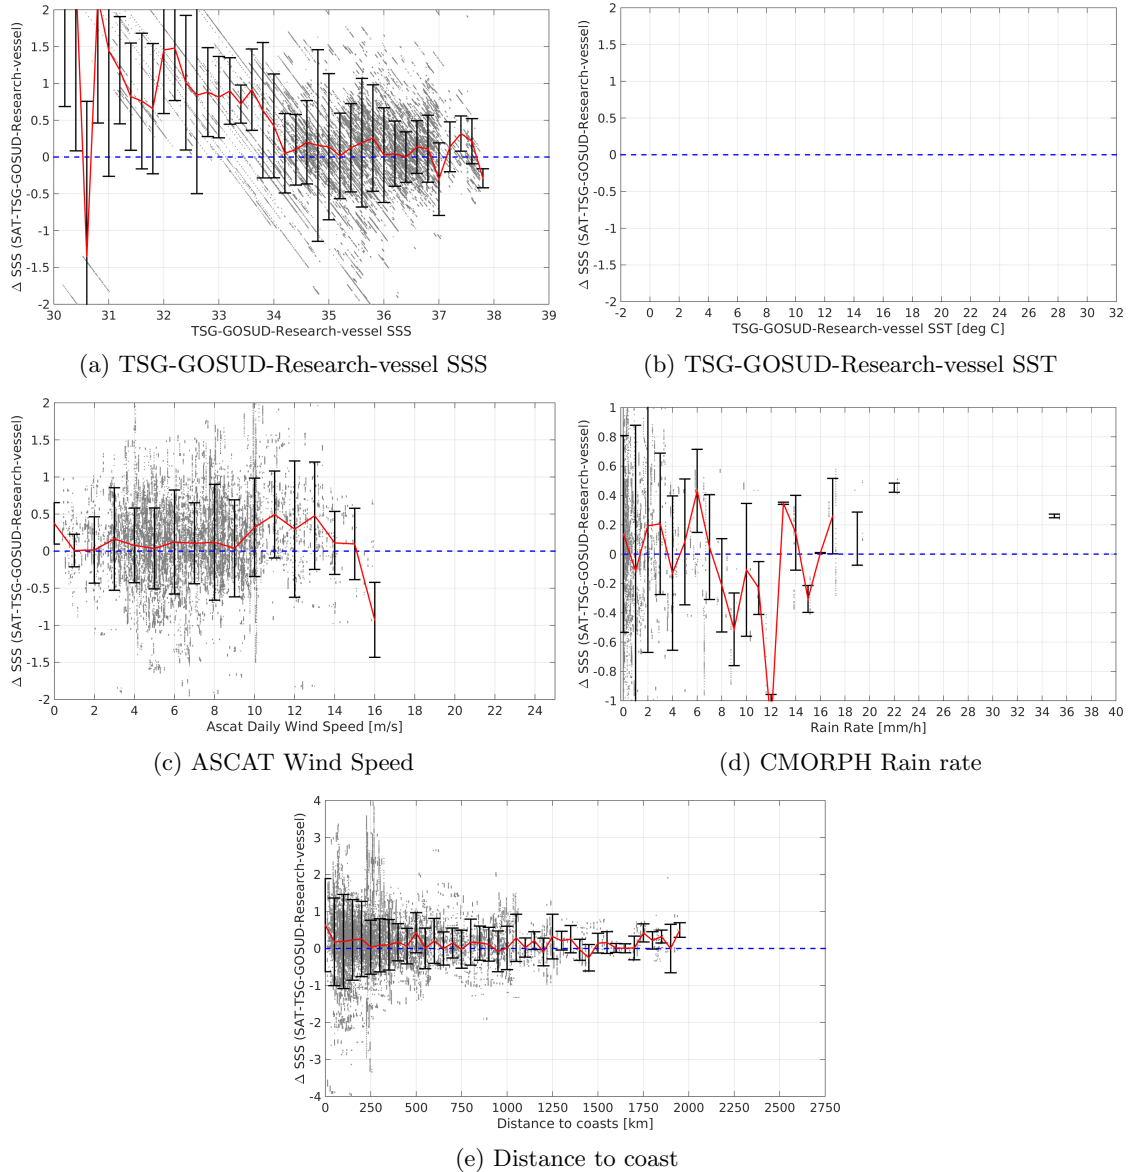 2
1.5
1
0.5
0
-0.5
-1
-1.5
-2
Δ SSS (SAT-TSG-GOSUD-Research-vessel)
30 31 32 33 34 35 36 37 38 39
TSG-GOSUD-Research-vessel SSS
(a) TSG-GOSUD-Research-vessel SSS
2
1.5
1
0.5
0
-0.5
-1
-1.5
-2
Δ SSS (SAT-TSG-GOSUD-Research-vessel)
-2 0 2 4 6 8 10 12 14 16 18 20 22 24 26 28 30 32
TSG-GOSUD-Research-vessel SST [deg C]
(b) TSG-GOSUD-Research-vessel SST
2
1.5
1
0.5
0
-0.5
-1
-1.5
-2
Δ SSS (SAT-TSG-GOSUD-Research-vessel)
0 2 4 6 8 10 12 14 16 18 20 22 24
Ascat Daily Wind Speed [m/s]
(c) ASCAT Wind Speed
1
0.8
0.6
0.4
0.2
0
-0.2
-0.4
-0.6
-0.8
-1
Δ SSS (SAT-TSG-GOSUD-Research-vessel)
0 2 4 6 8 10 12 14 16 18 20 22 24 26 28 30 32 34 36 38 40
Rain Rate [mm/h]
(d) CMORPH Rain rate
4
3
2
1
0
-1
-2
-3
-4
Δ SSS (SAT-TSG-GOSUD-Research-vessel)
0 250 500 750 1000 1250 1500 1750 2000 2250 2500 2750
Distance to coasts [km]
(e) Distance to coast